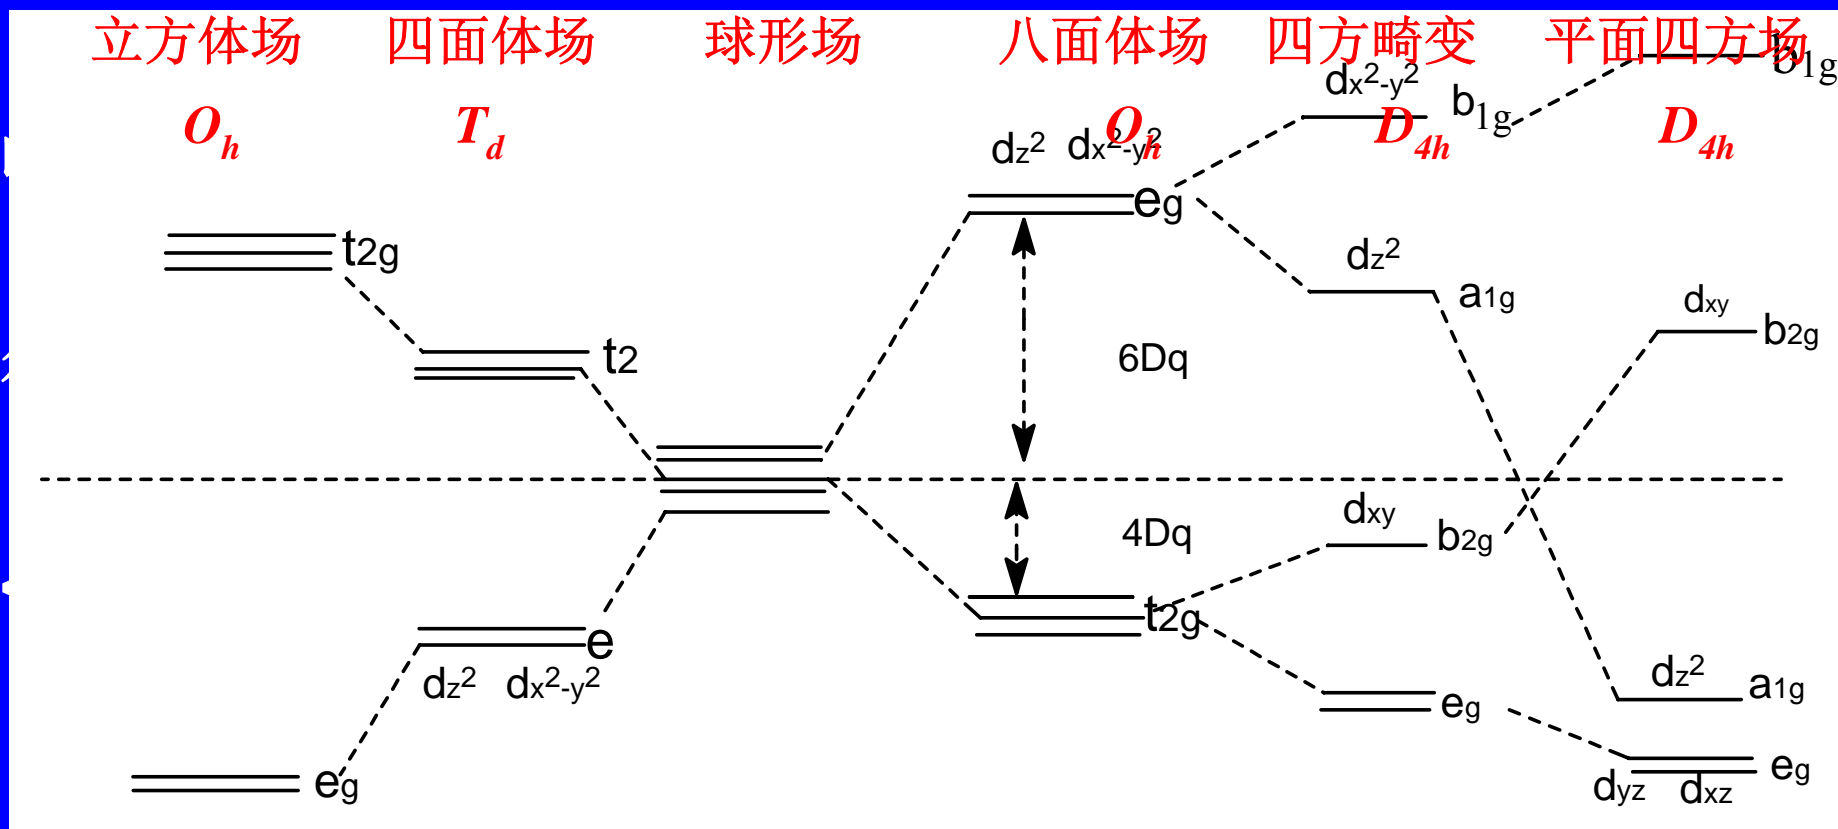 立方体场 四面体场 球形场 八面体场 四方畸变 平面四方场
b1g
dx2-y2
b1g
Oh Td Oh D4h D4h
dz2 dx2-y2
eg
t2g
dz2
a1g
dxy
b2g
t2
6Dq
dxy
b2g
4Dq
t2g
e
dz2 dx2-y2
eg
dz2
a1g
eg
eg
dyz dxz